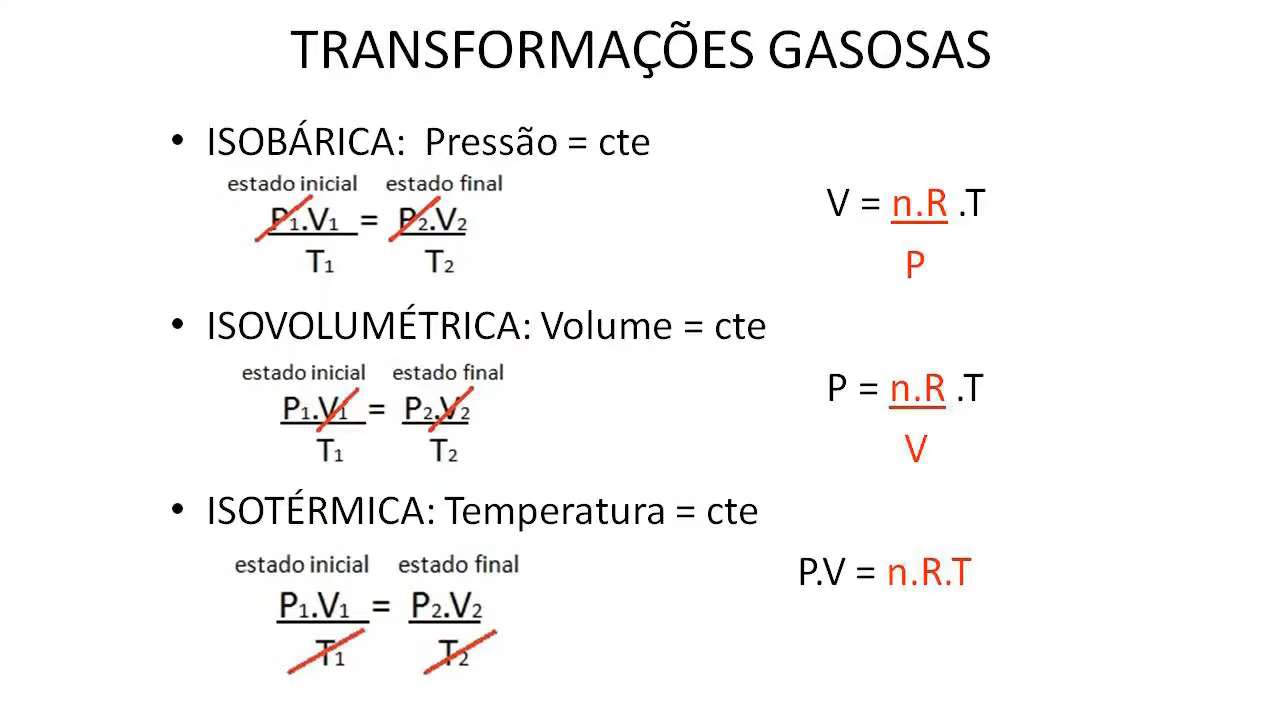 TRANSFORMAÇÕES GASOSAS
• ISOBÁRICA: Pressão = cte
estado inicial estado final
P1.V1 = P2.V2
T1 T2
V = n.R .T
P
• ISOVOLUMÉTRICA: Volume = cte
estado inicial estado final
P1.V1 = P2.V2
T1 T2
P = n.R .T
V
• ISOTÉRMICA: Temperatura = cte
estado inicial estado final
P1.V1 = P2.V2
T1 T2
P.V = n.R.T